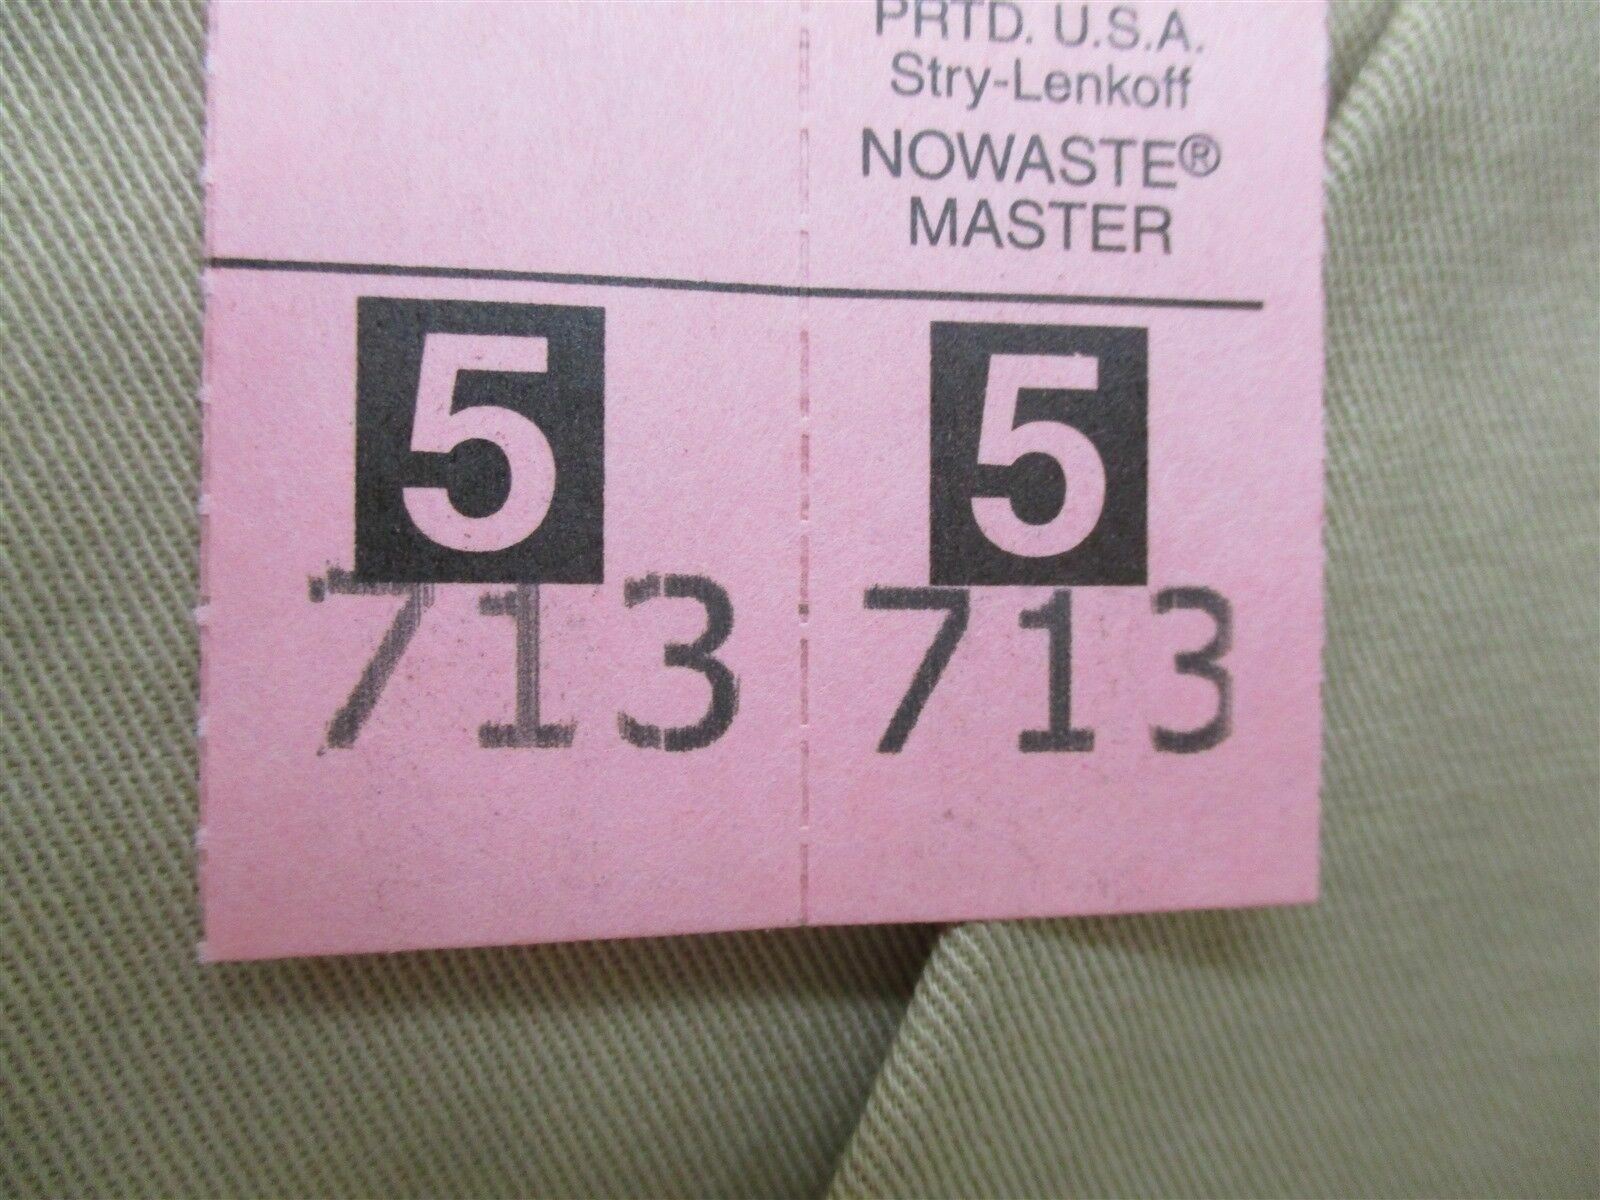 PRTD. U.S.A.
Stry-Lenkoff
NOWASTE®
MASTER
5 5
713 713